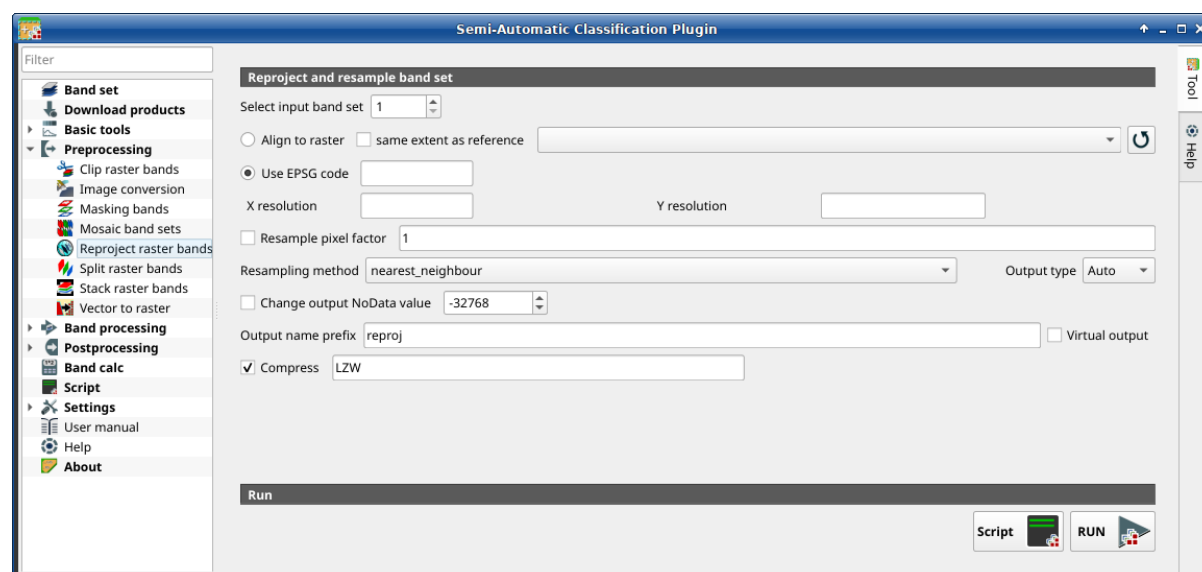 Semi-Automatic Classification Plugin
Filter
Band set
Download products
Basic tools
Preprocessing
Clip raster bands
Image conversion
Masking bands
Mosaic band sets
Reproject raster bands
Split raster bands
Stack raster bands
Vector to raster
Band processing
Postprocessing
Band calc
Script
Settings
User manual
Help
About
Reproject and resample band set
Select input band set 1
Align to raster same extent as reference
Use EPSG code
X resolution Y resolution
Resample pixel factor 1
Resampling method nearest_neighbour Output type Auto
Change output NoData value -32768
Output name prefix reproj Virtual output
Compress LZW
Run
Script RUN
Tool
Help